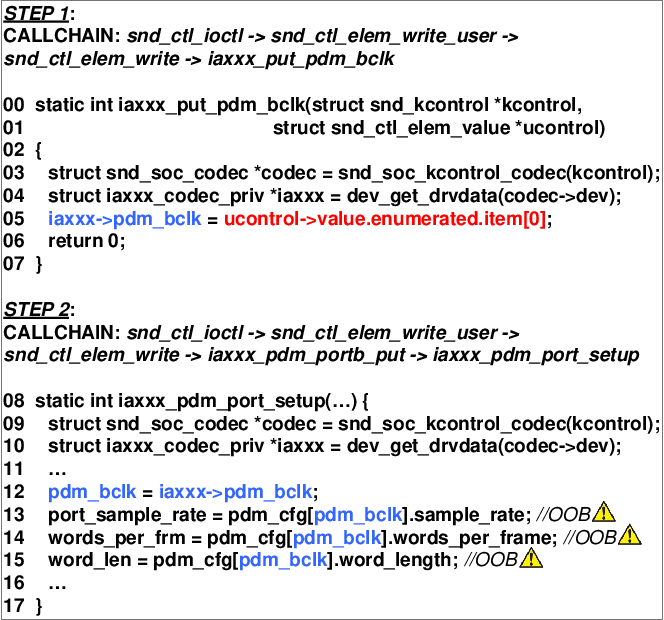 STEP 1:
CALLCHAIN: snd_ctl_ioctl -> snd_ctl_elem_write_user ->
snd_ctl_elem_write -> iaxxx_put_pdm_bclk
00 static int iaxxx_put_pdm_bclk(struct snd_kcontrol *kcontrol,
01 struct snd_ctl_elem_value *ucontrol)
02 {
03 struct snd_soc_codec *codec = snd_soc_kcontrol_codec(kcontrol);
04 struct iaxxx_codec_priv *iaxxx = dev_get_drvdata(codec->dev);
05 iaxxx->pdm_bclk = ucontrol->value.enumerated.item[0];
06 return 0;
07 }
STEP 2:
CALLCHAIN: snd_ctl_ioctl -> snd_ctl_elem_write_user ->
snd_ctl_elem_write -> iaxxx_pdm_portb_put -> iaxxx_pdm_port_setup
08 static int iaxxx_pdm_port_setup(…) {
09 struct snd_soc_codec *codec = snd_soc_kcontrol_codec(kcontrol);
10 struct iaxxx_codec_priv *iaxxx = dev_get_drvdata(codec->dev);
11 …
12 pdm_bclk = iaxxx->pdm_bclk;
13 port_sample_rate = pdm_cfg[pdm_bclk].sample_rate; //OOB
14 words_per_frm = pdm_cfg[pdm_bclk].words_per_frame; //OOB
15 word_len = pdm_cfg[pdm_bclk].word_length; //OOB
16 …
17 }